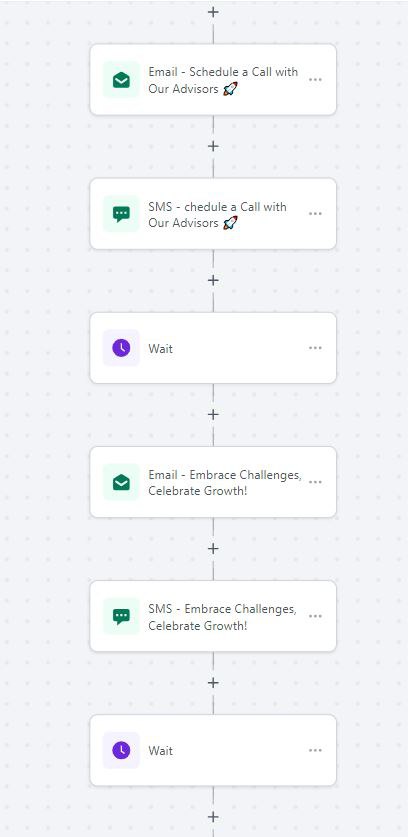 Email - Schedule a Call with
Our Advisors 🚀
SMS - chedule a Call with
Our Advisors 🚀
Wait
Email - Embrace Challenges,
Celebrate Growth!
SMS - Embrace Challenges,
Celebrate Growth!
Wait